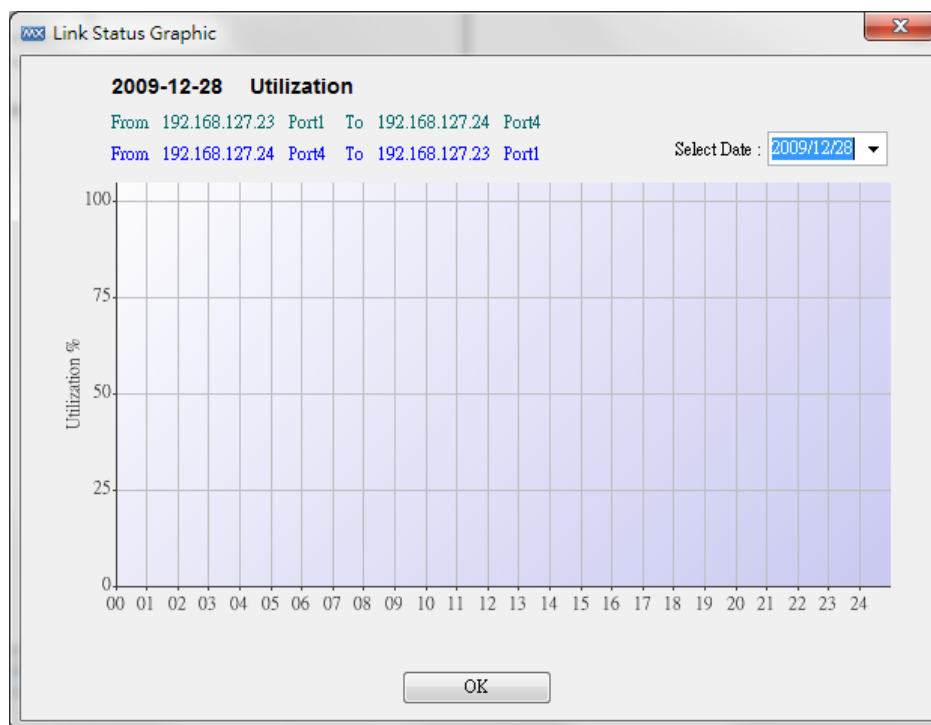 MX Link Status Graphic
2009-12-28 Utilization
From 192.168.127.23 Port1 To 192.168.127.24 Port4
From 192.168.127.24 Port4 To 192.168.127.23 Port1
Select Date : 2009/12/28
100
75
50
25
0
Utilization %
00 01 02 03 04 05 06 07 08 09 10 11 12 13 14 15 16 17 18 19 20 21 22 23 24
OK